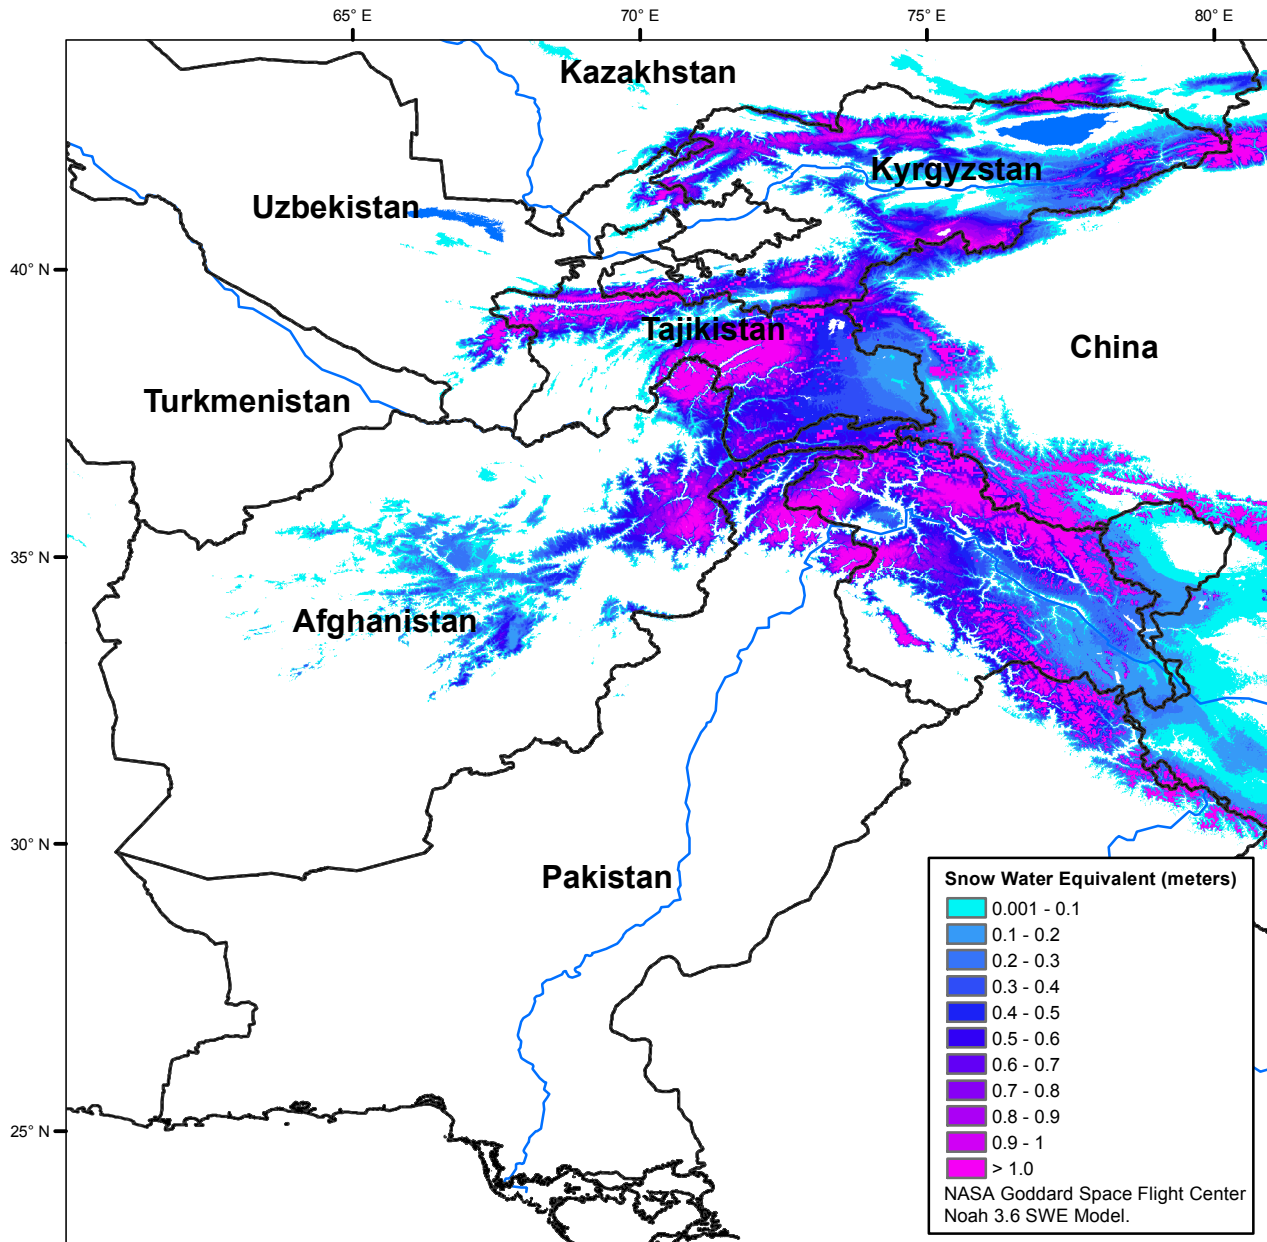 65° E
70° E
75° E
80° E
Kazakhstan
Kyrgyzstan
Uzbekistan
40° N
Tajikistan
China
Turkmenistan
35° N
Afghanistan
30° N
Pakistan
25° N
Snow Water Equivalent (meters)
0.001 - 0.1
0.1 - 0.2
0.2 - 0.3
0.3 - 0.4
0.4 - 0.5
0.5 - 0.6
0.6 - 0.7
0.7 - 0.8
0.8 - 0.9
0.9 - 1
> 1.0
NASA Goddard Space Flight Center
Noah 3.6 SWE Model.